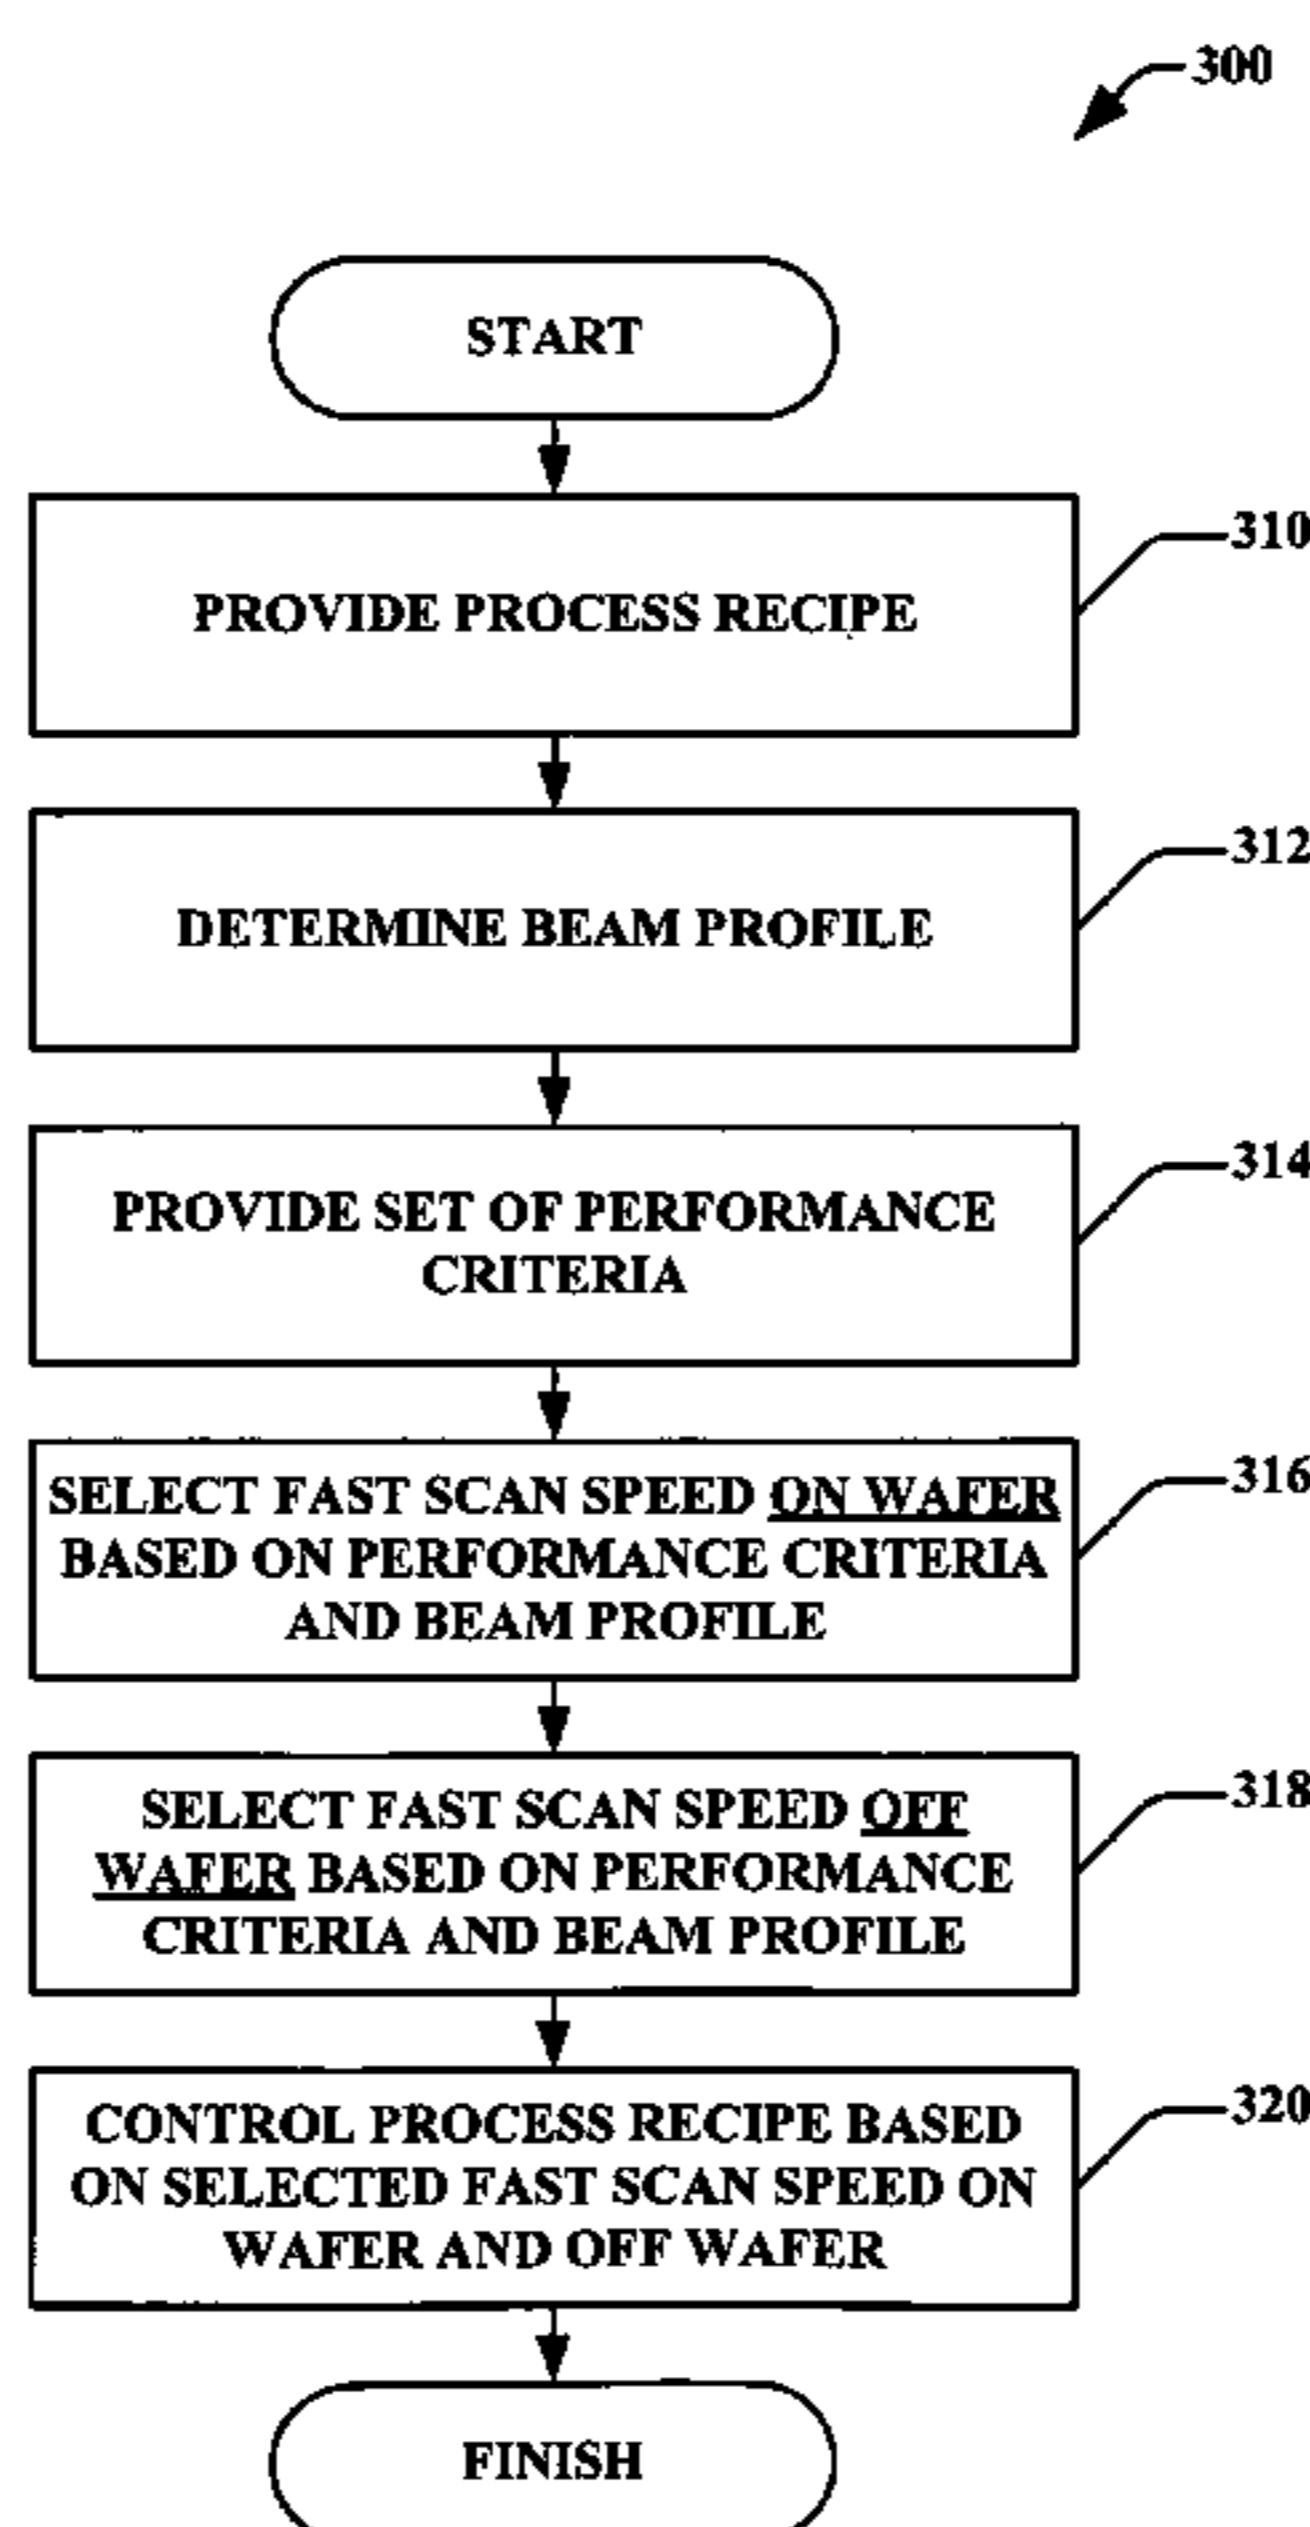 300
START
310
PROVIDE PROCESS RECIPE
312
DETERMINE BEAM PROFILE
314
PROVIDE SET OF PERFORMANCE
CRITERIA
316
SELECT FAST SCAN SPEED ON WAFER
BASED ON PERFORMANCE CRITERIA
AND BEAM PROFILE
318
SELECT FAST SCAN SPEED OFF
WAFER BASED ON PERFORMANCE
CRITERIA AND BEAM PROFILE
320
CONTROL PROCESS RECIPE BASED
ON SELECTED FAST SCAN SPEED ON
WAFER AND OFF WAFER
FINISH